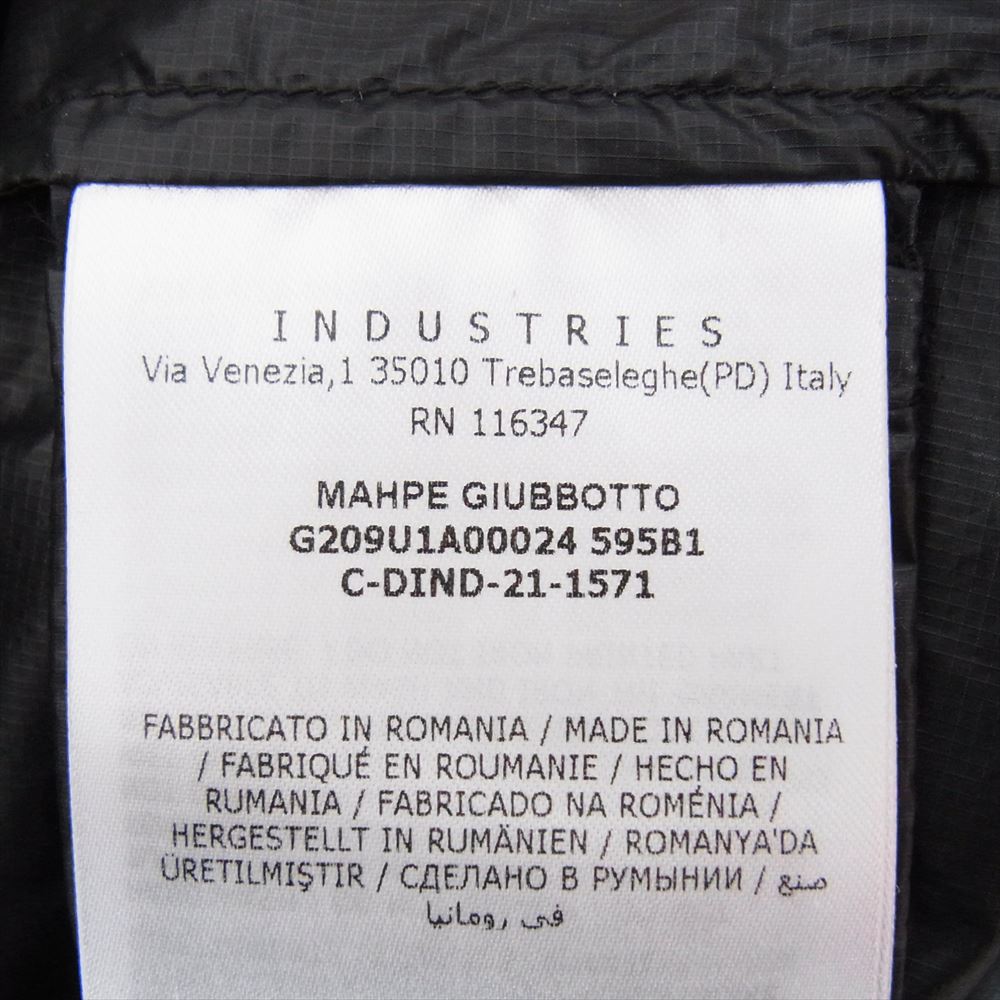 INDUSTRIES
Via Venezia,1 35010 Trebaseleghe(PD) Italy
RN 116347
MAHPE GIUBBOTTO
G209U1A00024 595B1
C-DIND-21-1571
FABBRICATO IN ROMANIA / MADE IN ROMANIA
/ FABRIQUÉ EN ROUMANIE / HECHO EN
RUMANIA / FABRICADO NA ROMÉNIA /
HERGESTELLT IN RUMÄNIEN / ROMANYA'DA
ÜRETILMIŞTIR / СДЕЛАНО В РУМЫНИИ / صنع
في رومانيا